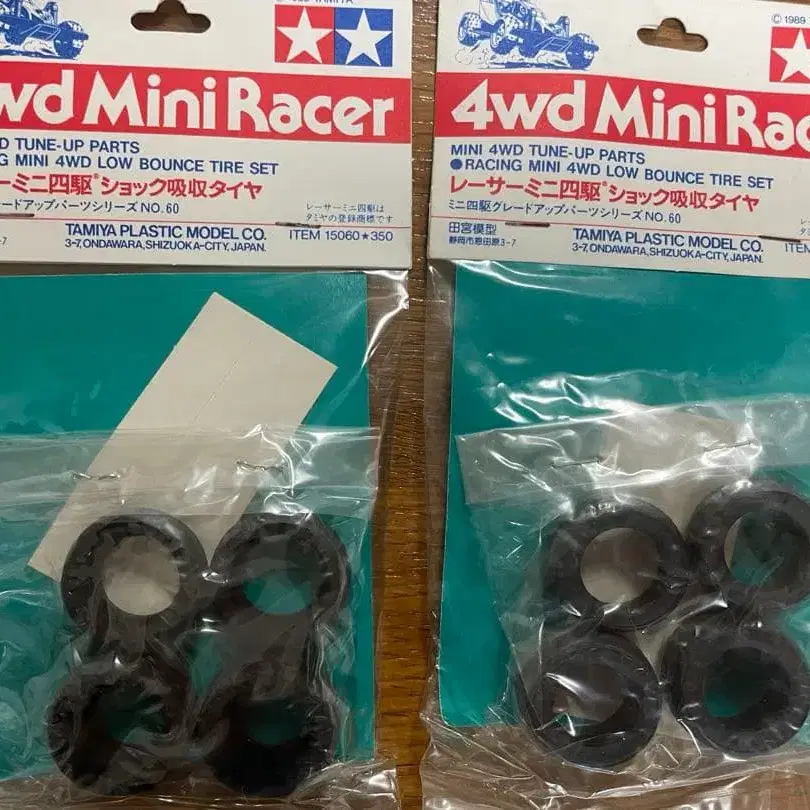 4wd Mini Racer
D TUNE-UP PARTS
G MINI 4WD LOW BOUNCE TIRE SET
ーミニ四駆®ショック吸収タイヤ
ードアップパーツシリーズ NO. 60
レーサーミニ四駆は
タミヤの登録商標です
ITEM 15060★350
TAMIYA PLASTIC MODEL CO.
3-7, ONDAWARA, SHIZUOKA-CITY, JAPAN.
3-7
© 1989
4wd Mini Rac
MINI 4WD TUNE-UP PARTS
●RACING MINI 4WD LOW BOUNCE TIRE SET
レーサーミニ四駆®ショック吸収タイヤ
ミニ四駆グレードアップパーツシリーズ NO. 60
田宮模型
静岡市恩田原3-7
TAMIYA PLASTIC MODEL CO.
3-7, ONDAWARA, SHIZUOKA-CITY, JAPAN.
ITEM